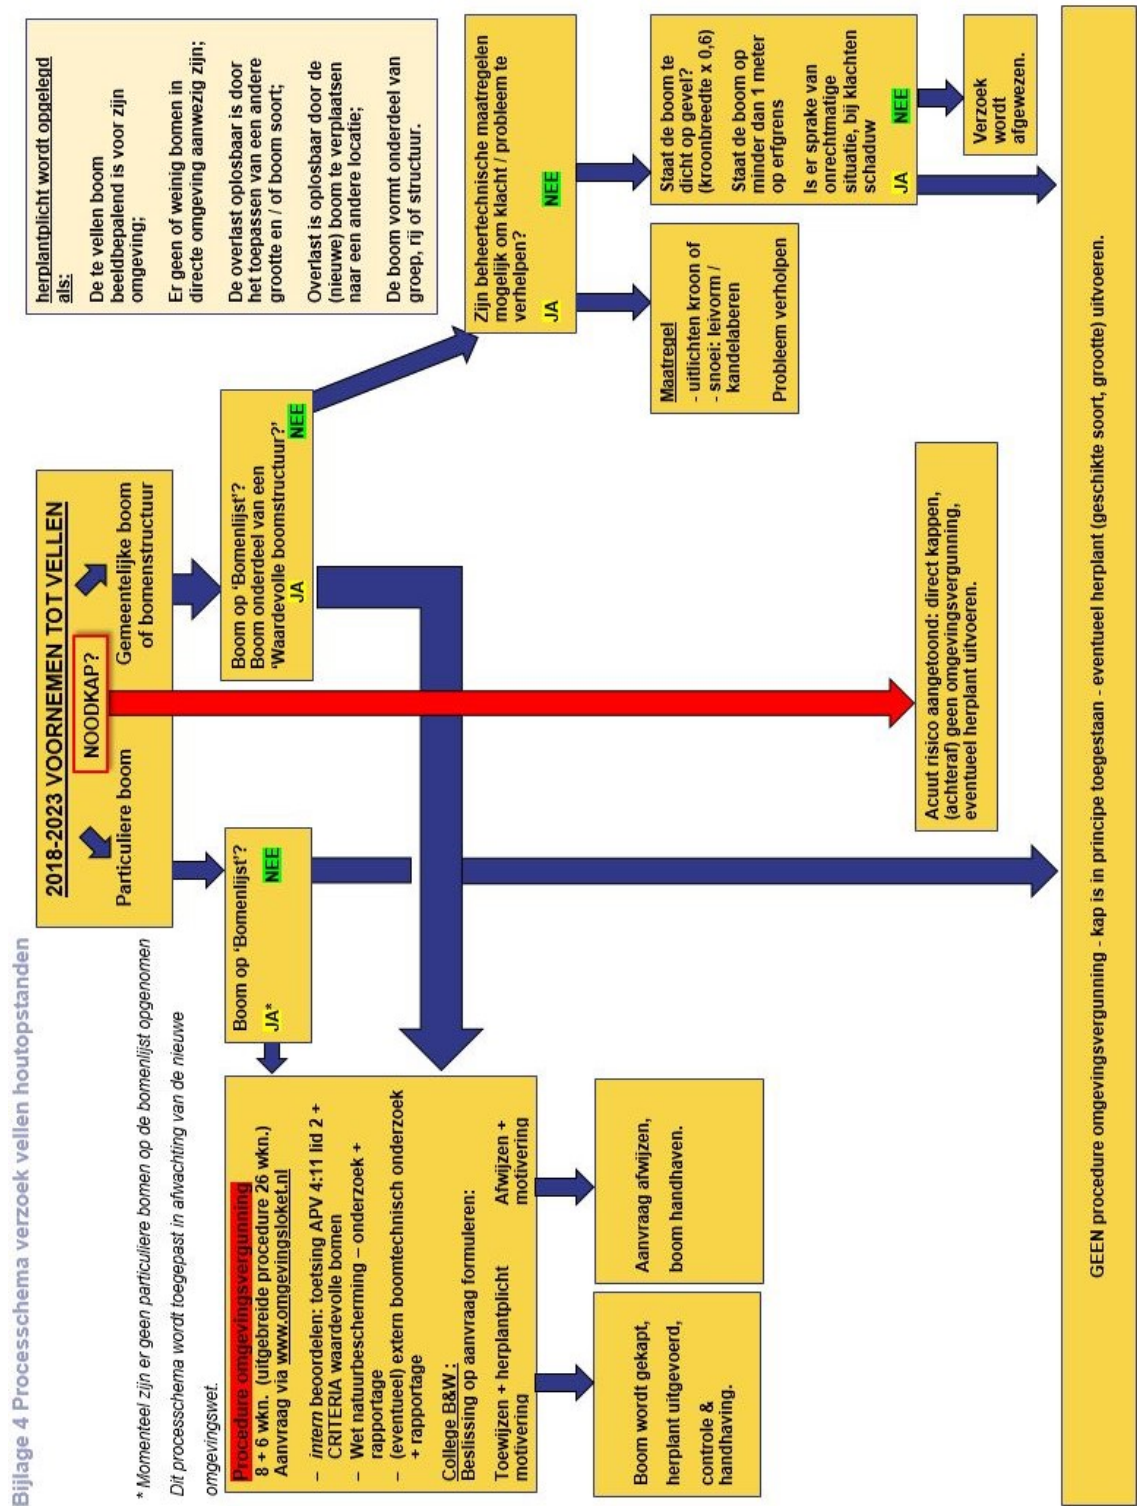 Bijlage 4 Processchema verzoek vellen houtopstanden
* Momenteel zijn er geen particuliere bomen op de bomenlijst opgenomen
Dit processchema wordt toegepast in afwachting van de nieuwe
omgevingswet.
2018-2023 VOORNEMEN TOT VELLEN
NOODKAP?
Particuliere boom
Gemeentelijke boom
of bomenstructuur
herplantplicht wordt opgelegd
als:
De te vellen boom
beeldbepalend is voor zijn
omgeving;
Er geen of weinig bomen in
directe omgeving aanwezig zijn;
De overlast oplosbaar is door
het toepassen van een andere
grootte en / of boom soort;
Overlast is oplosbaar door de
(nieuwe) boom te verplaatsen
naar een andere locatie;
De boom vormt onderdeel van
groep, rij of structuur.
Boom op ‘Bomenlijst’?
JA*
NEE
Boom op ‘Bomenlijst’?
Boom onderdeel van een
‘Waardevolle boomstructuur?’
JA
NEE
Procedure omgevingsvergunning
8 + 6 wkn. (uitgebreide procedure 26 wkn.)
Aanvraag via www.omgevingsloket.nl
– intern beoordelen: toetsing APV 4:11 lid 2 +
CRITERIA waardevolle bomen
– Wet natuurbescherming – onderzoek +
rapportage
– (eventueel) extern boomtechnisch onderzoek
+ rapportage
College B&W :
Beslissing op aanvraag formuleren:
Toewijzen + herplantplicht
motivering
Afwijzen +
motivering
Boom wordt gekapt,
herplant uitgevoerd,
controle &
handhaving.
Aanvraag afwijzen,
boom handhaven.
Zijn beheertechnische maatregelen
mogelijk om klacht / probleem te
verhelpen?
JA
NEE
Maatregel
- uitlichten kroon of
- snoei: leivorm /
kandelaberen
Probleem verholpen
Staat de boom te
dicht op gevel?
(kroonbreedte x 0,6)
Staat de boom op
minder dan 1 meter
op erfgrens
Is er sprake van
onrechtmatige
situatie, bij klachten
schaduw
JA
NEE
Verzoek
wordt
afgewezen.
Acuut risico aangetoond: direct kappen,
(achteraf) geen omgevingsvergunning,
eventueel herplant uitvoeren.
GEEN procedure omgevingsvergunning - kap is in principe toegestaan - eventueel herplant (geschikte soort, grootte) uitvoeren.